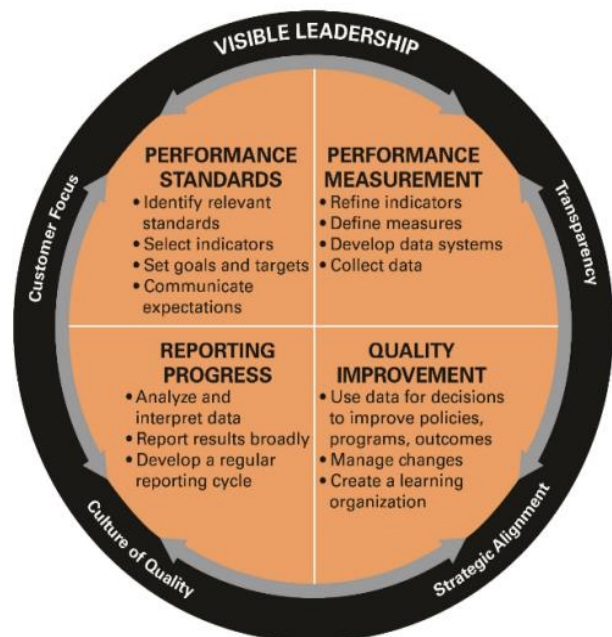 VISIBLE LEADERSHIP
Customer Focus
Transparency
PERFORMANCE
STANDARDS
• Identify relevant
standards
• Select indicators
• Set goals and targets
• Communicate
expectations
PERFORMANCE
MEASUREMENT
• Refine indicators
• Define measures
• Develop data systems
• Collect data
REPORTING
PROGRESS
• Analyze and
interpret data
• Report results broadly
• Develop a regular
reporting cycle
QUALITY
IMPROVEMENT
• Use data for decisions
to improve policies,
programs, outcomes
• Manage changes
• Create a learning
organization
Culture of Quality
Strategic Alignment